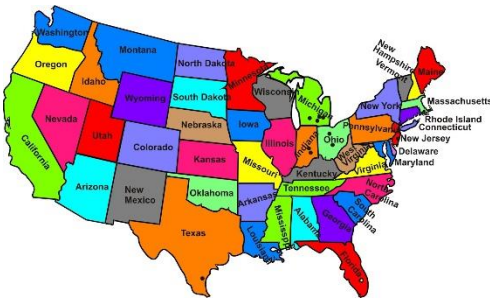 Washington
Montana
North Dakota
Minnesota
Oregon
Idaho
Wyoming
South Dakota
Wisconsin
Michigan
New
Hampshire
Vermont
Maine
New York
Massachusetts
Rhode Island
Connecticut
New Jersey
Delaware
Maryland
Nevada
Utah
Colorado
Nebraska
Iowa
Illinois
Indiana
Ohio
Pennsylvania
West
Virginia
Virginia
California
Arizona
New
Mexico
Kansas
Missouri
Kentucky
Tennessee
North
Carolina
South
Carolina
Oklahoma
Arkansas
Texas
Louisiana
Mississippi
Alabama
Georgia
Florida